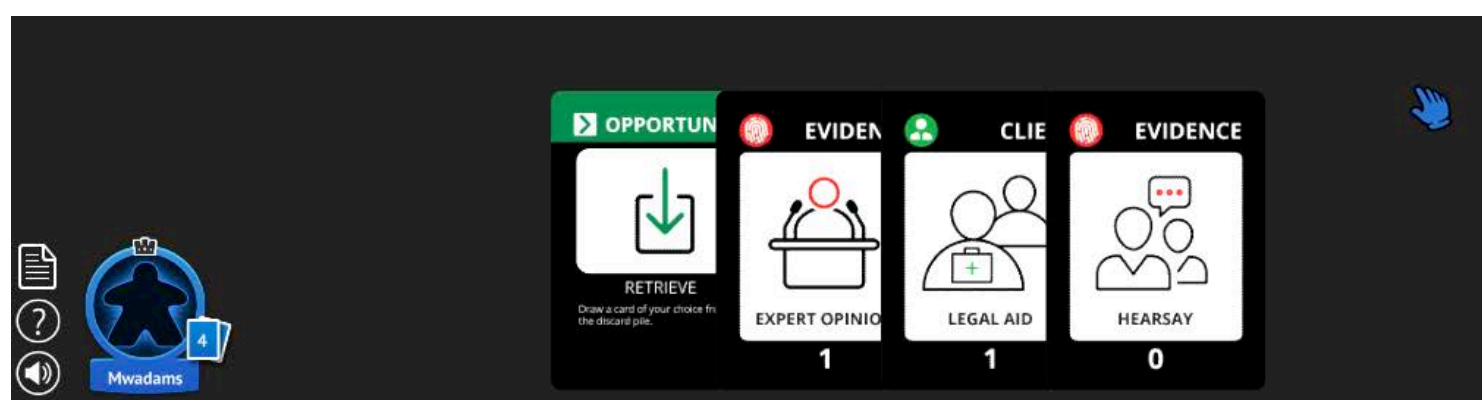 OPPORTUN
RETRIEVE
Draw a card of your choice fr
the discard pile.
EVIDEN
EXPERT OPINIO
1
CLIE
LEGAL AID
1
EVIDENCE
HEARSAY
0
?
4
Mwadams